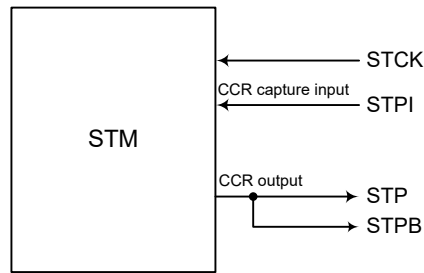 STCK
CCR capture input
STPI
STM
CCR output
STP
STPB